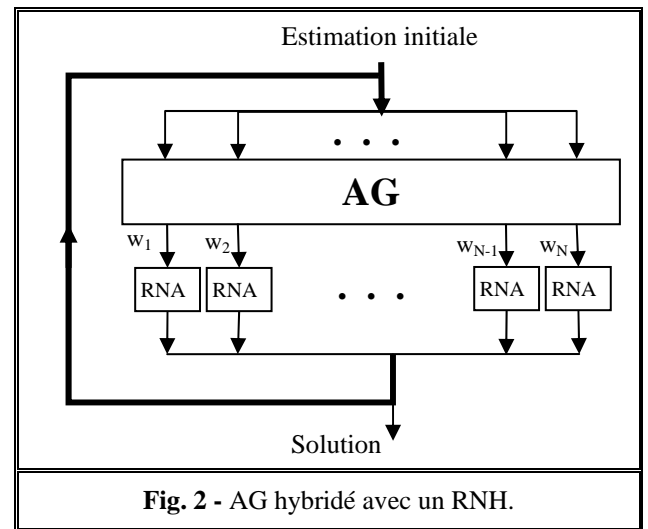 Estimation initiale
. . .
AG
w1 w2 wN-1 wN
RNA RNA . . . RNA RNA
Solution
Fig. 2 - AG hybridé avec un RNH.